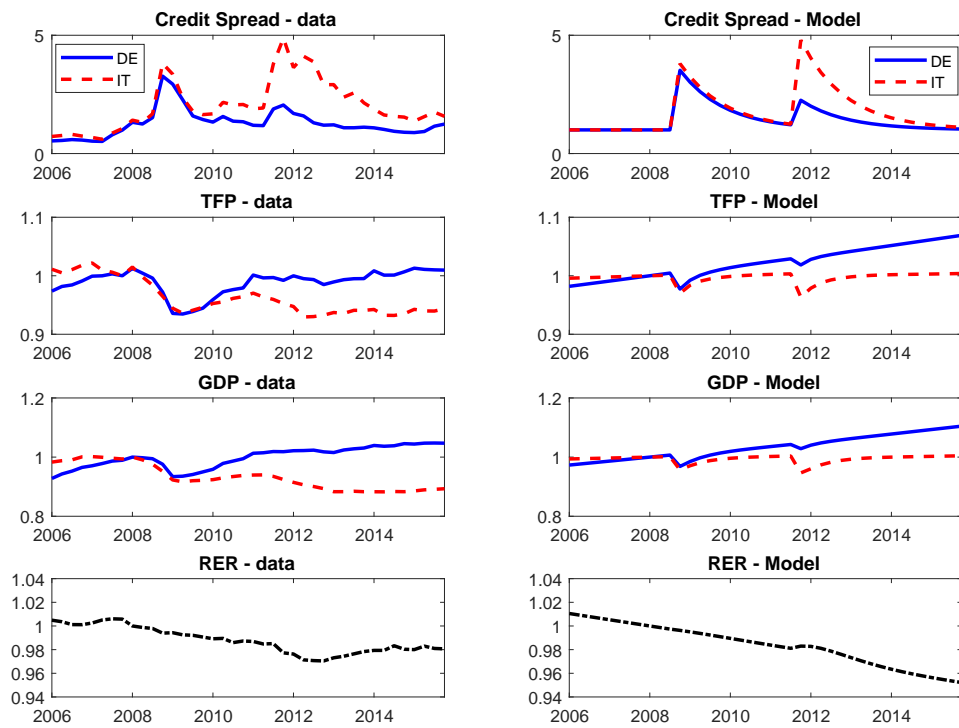 Credit Spread - data
Credit Spread - Model
5
0
DE
IT
2006 2008 2010 2012 2014
5
0
DE
IT
2006 2008 2010 2012 2014
TFP - data
TFP - Model
1.1
1
0.9
2006 2008 2010 2012 2014
1.1
1
0.9
2006 2008 2010 2012 2014
GDP - data
GDP - Model
1.2
1
0.8
2006 2008 2010 2012 2014
1.2
1
0.8
2006 2008 2010 2012 2014
RER - data
RER - Model
1.04
1.02
1
0.98
0.96
0.94
2006 2008 2010 2012 2014
1.04
1.02
1
0.98
0.96
0.94
2006 2008 2010 2012 2014